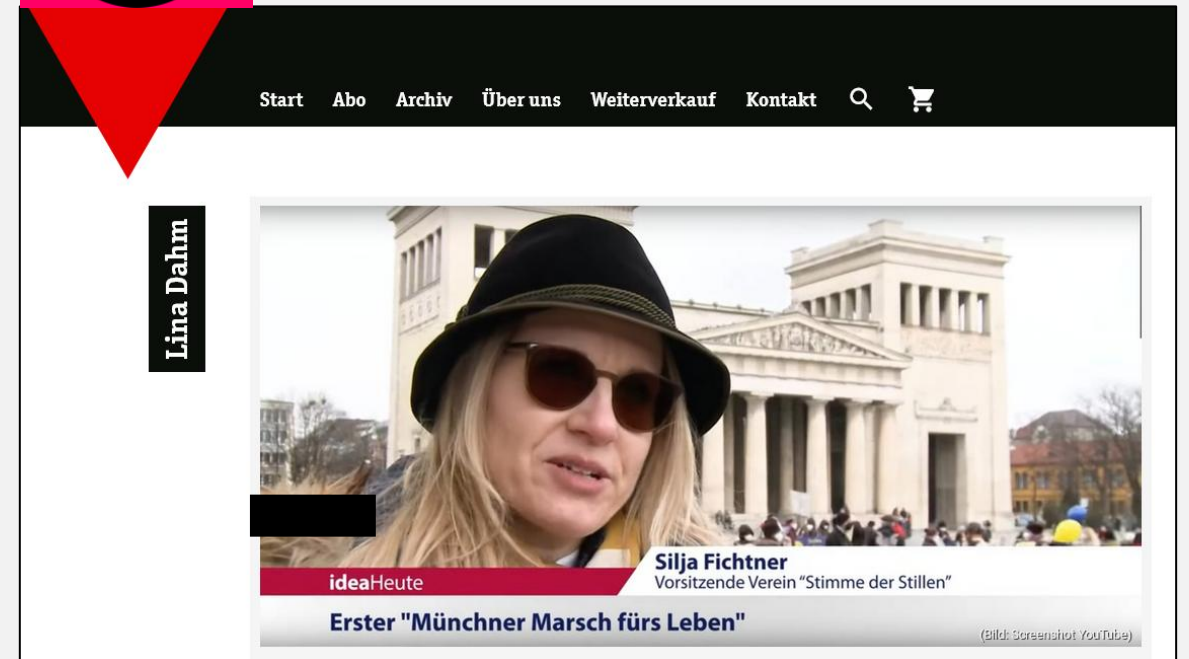 Start Abo Archiv Über uns Weiterverkauf Kontakt
Lina Dahm
Silja Fichtner
Vorsitzende Verein “Stimme der Stillen”
ideaHeute
Erster "Münchner Marsch fürs Leben"
(Bild: Screenshot YouTube)